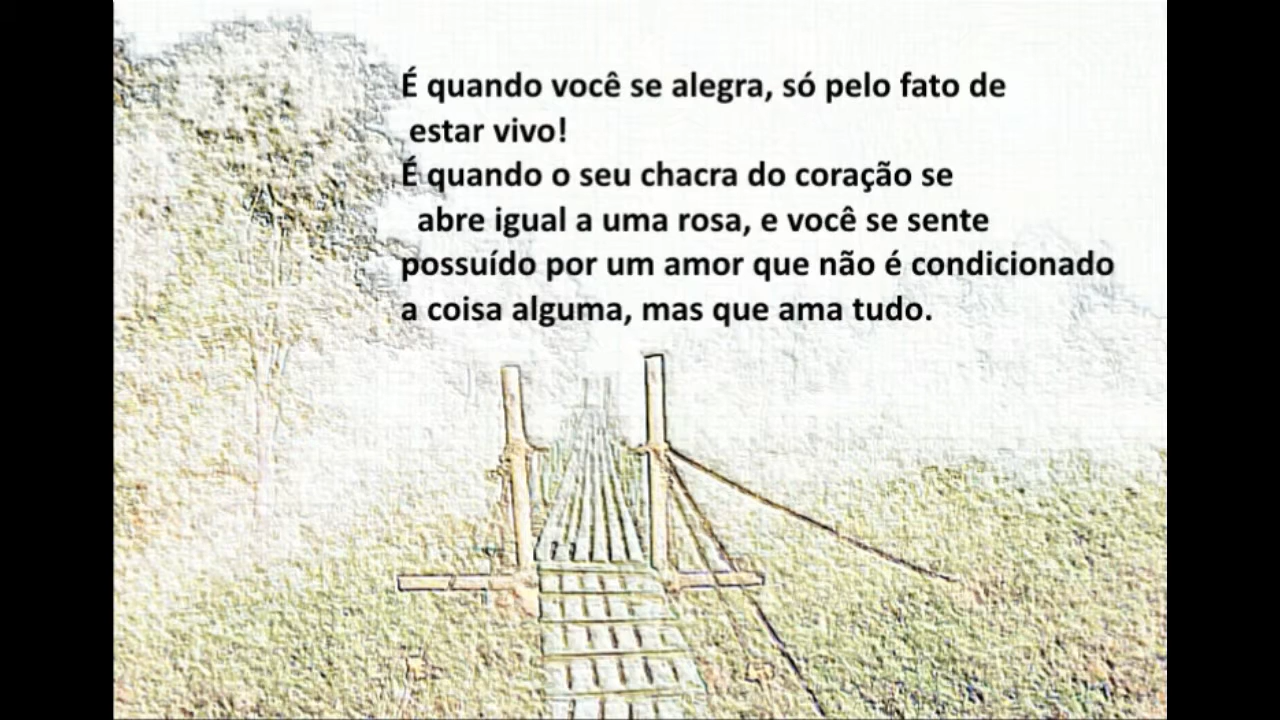 É quando você se alegra, só pelo fato de
estar vivo!
É quando o seu chacra do coração se
abre igual a uma rosa, e você se sente
possuído por um amor que não é condicionado
a coisa alguma, mas que ama tudo.